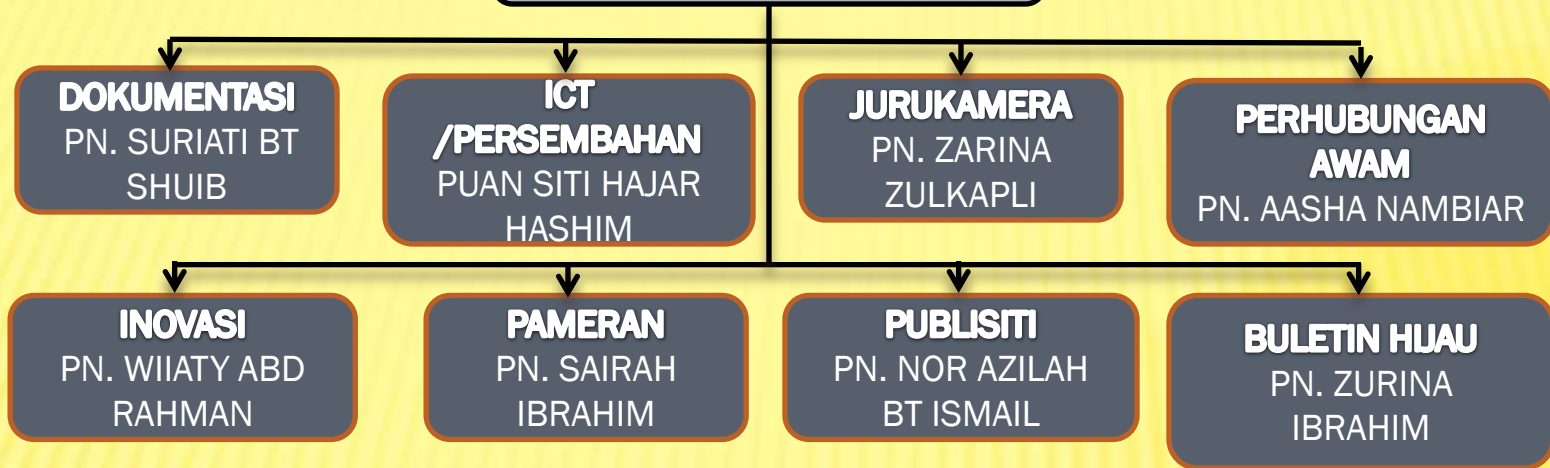 DOKUMENTASI
PN. SURIATI BT
SHUIB
ICT
/PERSEMBAHAN
PUAN SITI HAJAR
HASHIM
JURUKAMERA
PN. ZARINA
ZULKAPLI
PERHUBUNGAN
AWAM
PN. AASHA NAMBIAR
INOVASI
PN. WIIATY ABD
RAHMAN
PAMERAN
PN. SAIRAH
IBRAHIM
PUBLISITI
PN. NOR AZILAH
BT ISMAIL
BULETIN HIJAU
PN. ZURINA
IBRAHIM